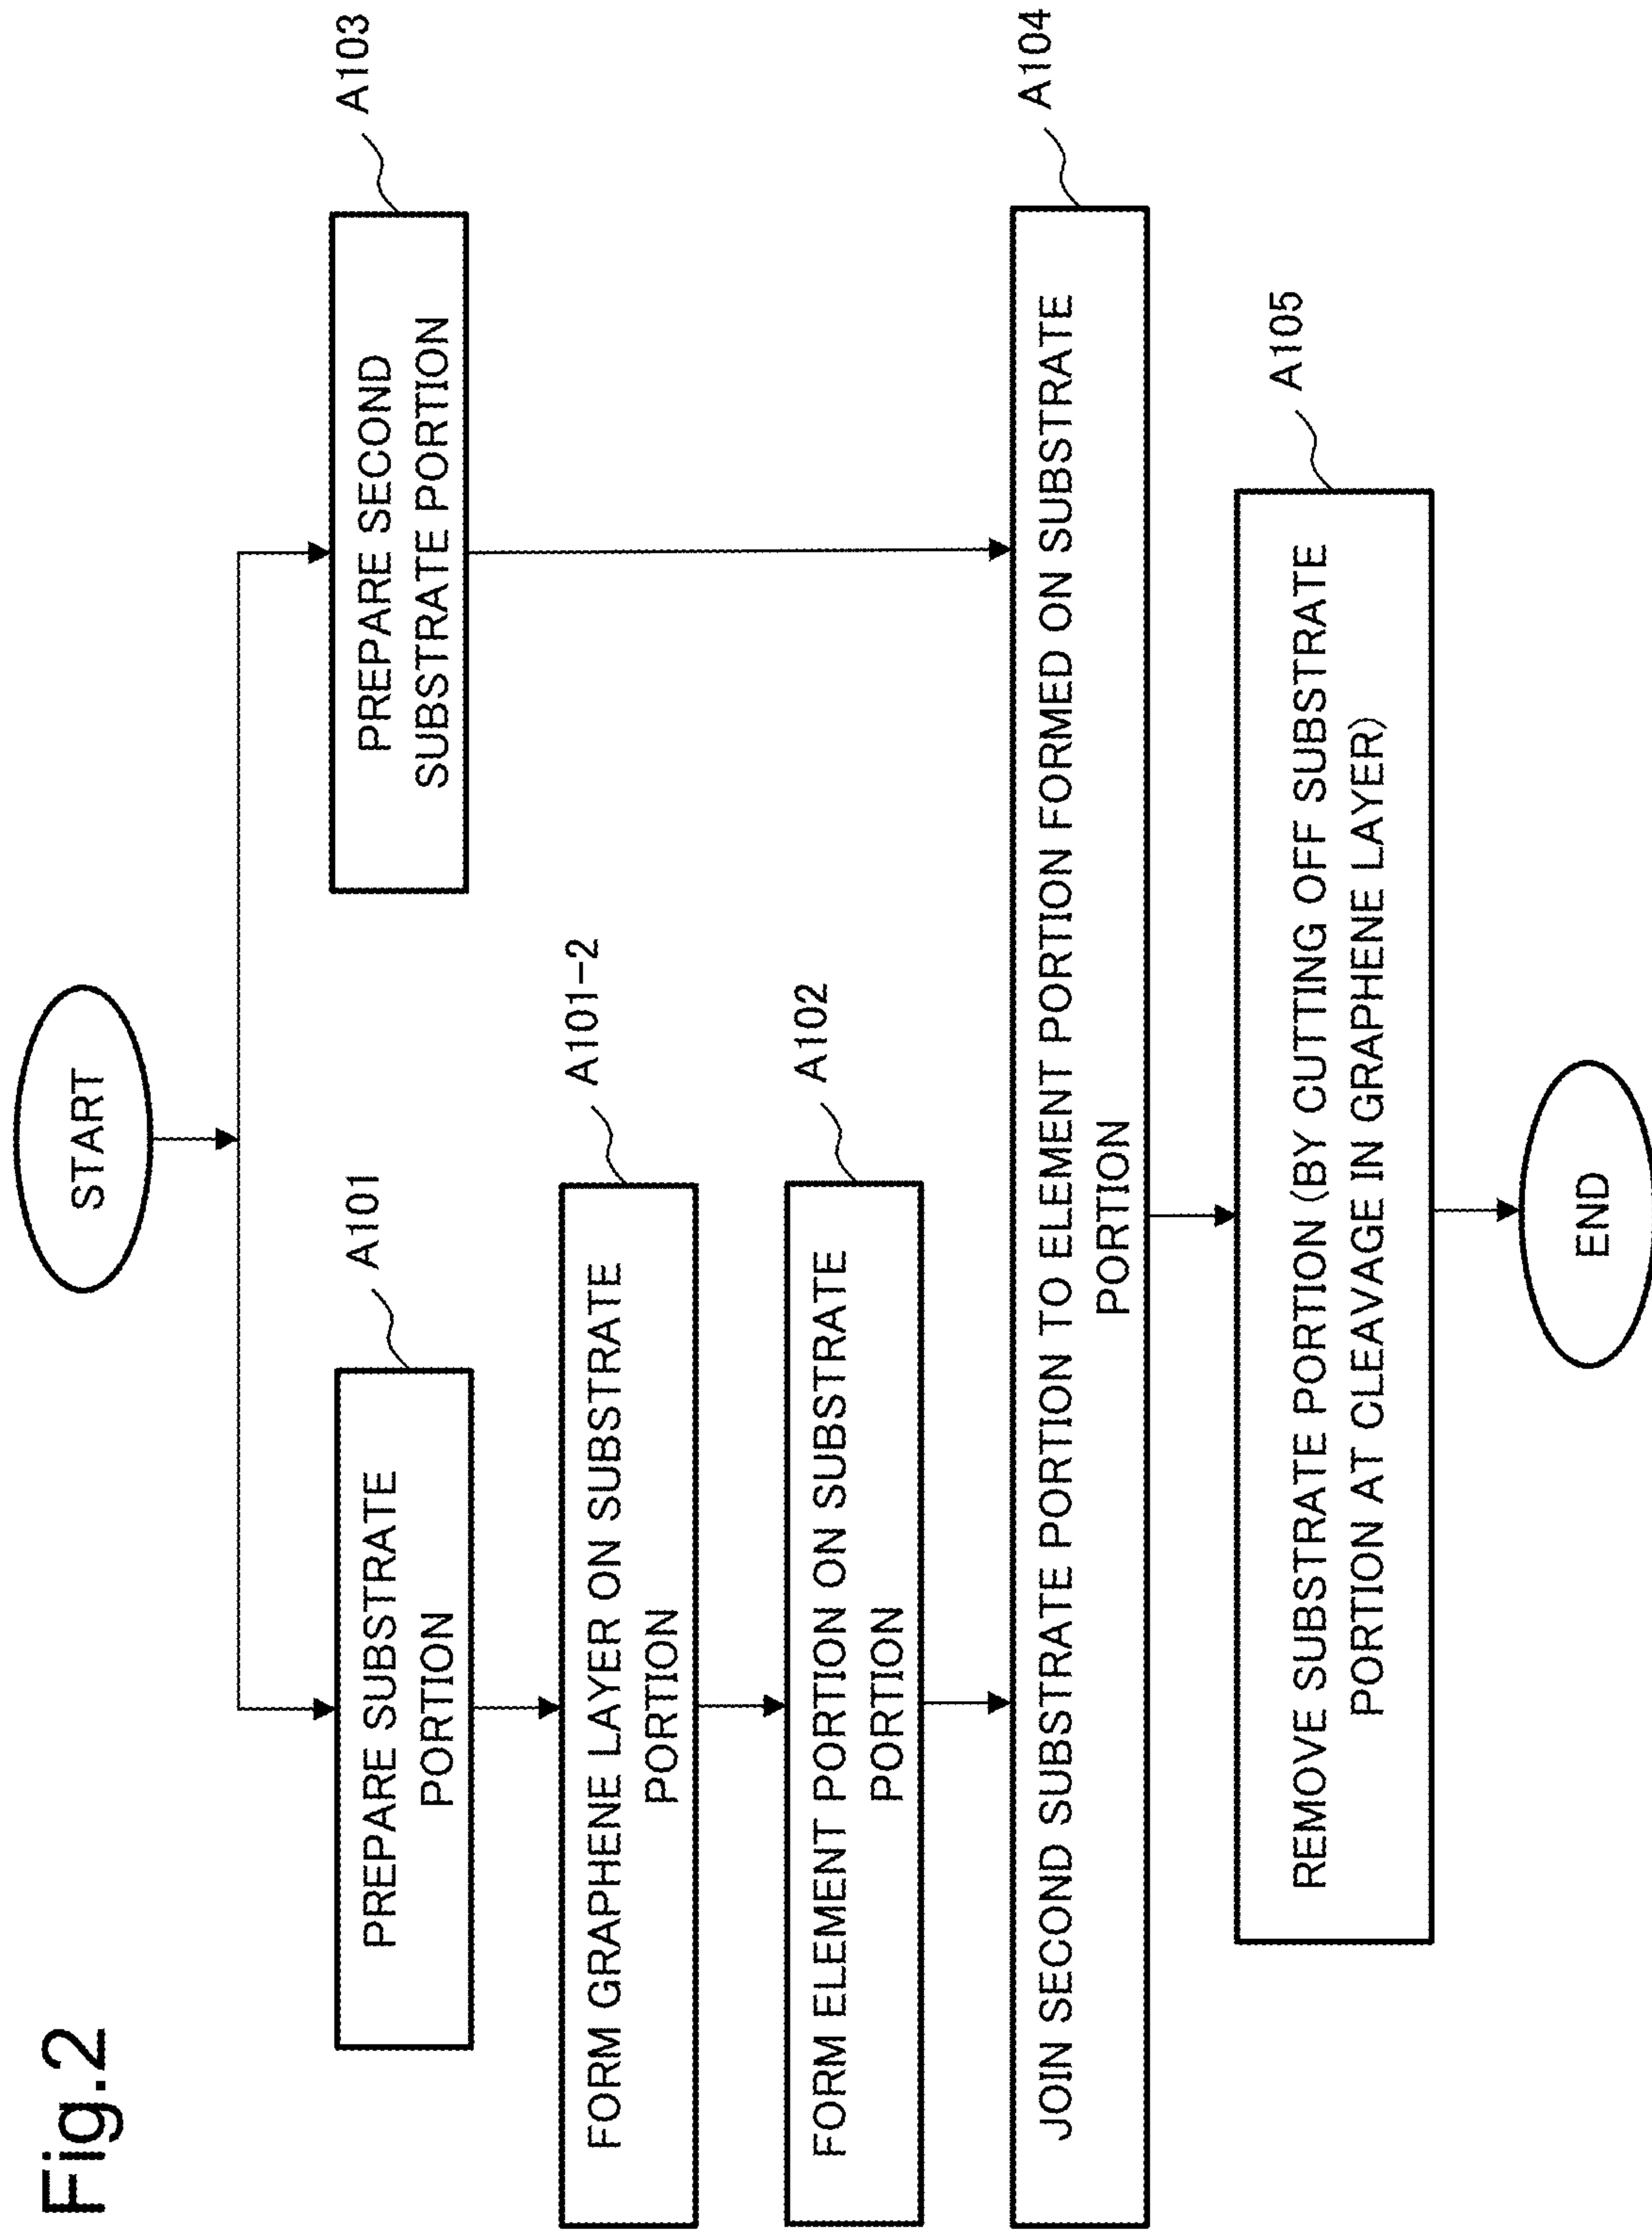 Fig.2
START
A101
PREPARE SUBSTRATE
PORTION
A103
PREPARE SECOND
SUBSTRATE PORTION
A101-2
FORM GRAPHENE LAYER ON SUBSTRATE
PORTION
A102
FORM ELEMENT PORTION ON SUBSTRATE
PORTION
A104
JOIN SECOND SUBSTRATE PORTION TO ELEMENT PORTION FORMED ON SUBSTRATE
PORTION
A105
REMOVE SUBSTRATE PORTION (BY CUTTING OFF SUBSTRATE
PORTION AT CLEAVAGE IN GRAPHENE LAYER)
END